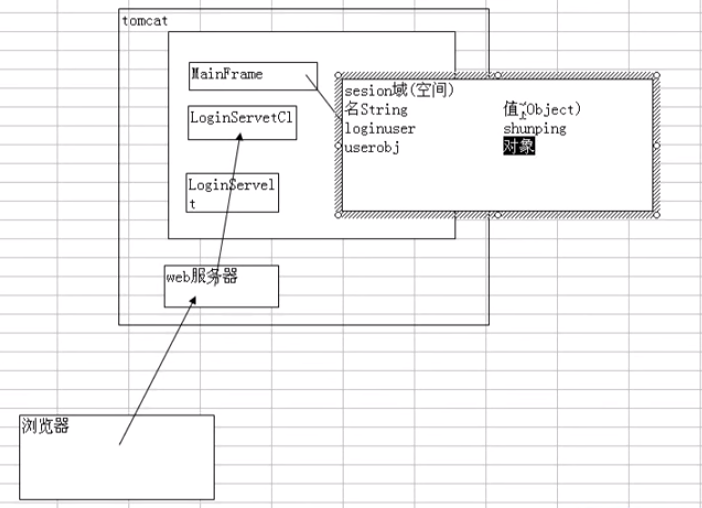 tomcat
MainFrame
sesion域(空间)
名String 值(Object)
loginuser shunping
userobj 对象
LoginServetCl
LoginServel
t
web服务器
浏览器